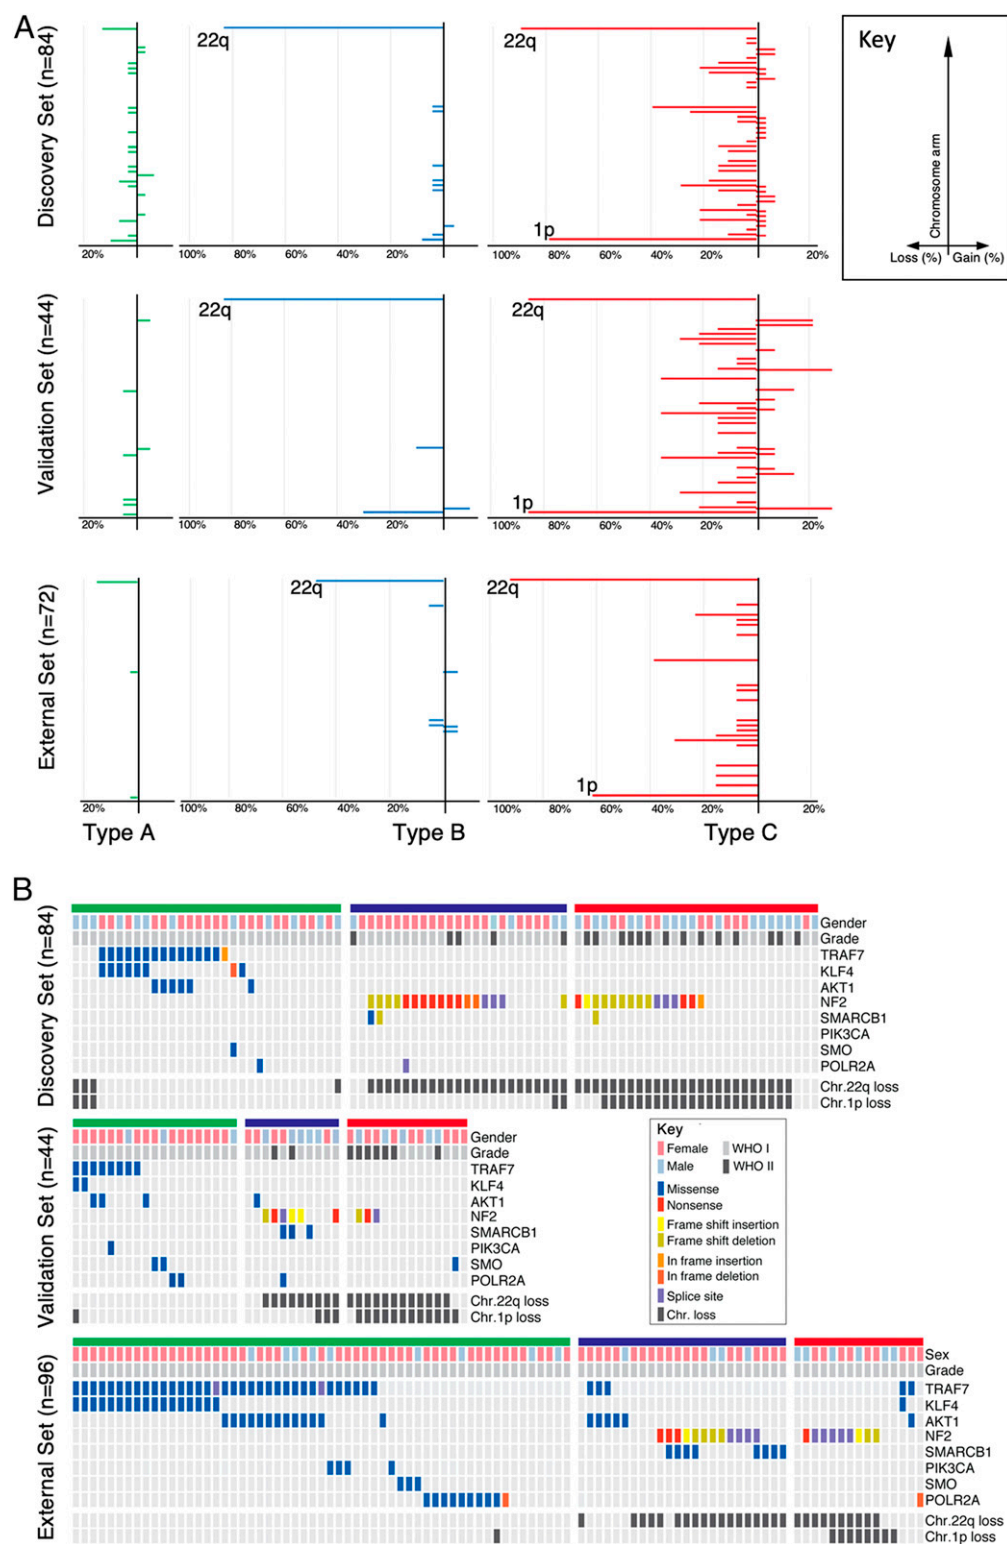 A
Discovery Set (n=84)
22q
22q
1p
20%
100% 80% 60% 40% 20%
100% 80% 60% 40% 20% 20%
Key
Chromosome arm
Loss (%) Gain (%)
Validation Set (n=44)
22q
22q
1p
20%
100% 80% 60% 40% 20%
100% 80% 60% 40% 20% 20%
External Set (n=72)
22q
22q
1p
20%
100% 80% 60% 40% 20%
100% 80% 60% 40% 20% 20%
Type A Type B Type C
B
Discovery Set (n=84)
Gender
Grade
TRAF7
KLF4
AKT1
NF2
SMARCB1
PIK3CA
SMO
POLR2A
Chr.22q loss
Chr.1p loss
Validation Set (n=44)
Gender
Grade
TRAF7
KLF4
AKT1
NF2
SMARCB1
PIK3CA
SMO
POLR2A
Chr.22q loss
Chr.1p loss
Key
Female WHO I
Male WHO II
Missense
Nonsense
Frame shift insertion
Frame shift deletion
In frame insertion
In frame deletion
Splice site
Chr. loss
External Set (n=96)
Sex
Grade
TRAF7
KLF4
AKT1
NF2
SMARCB1
PIK3CA
SMO
POLR2A
Chr.22q loss
Chr.1p loss